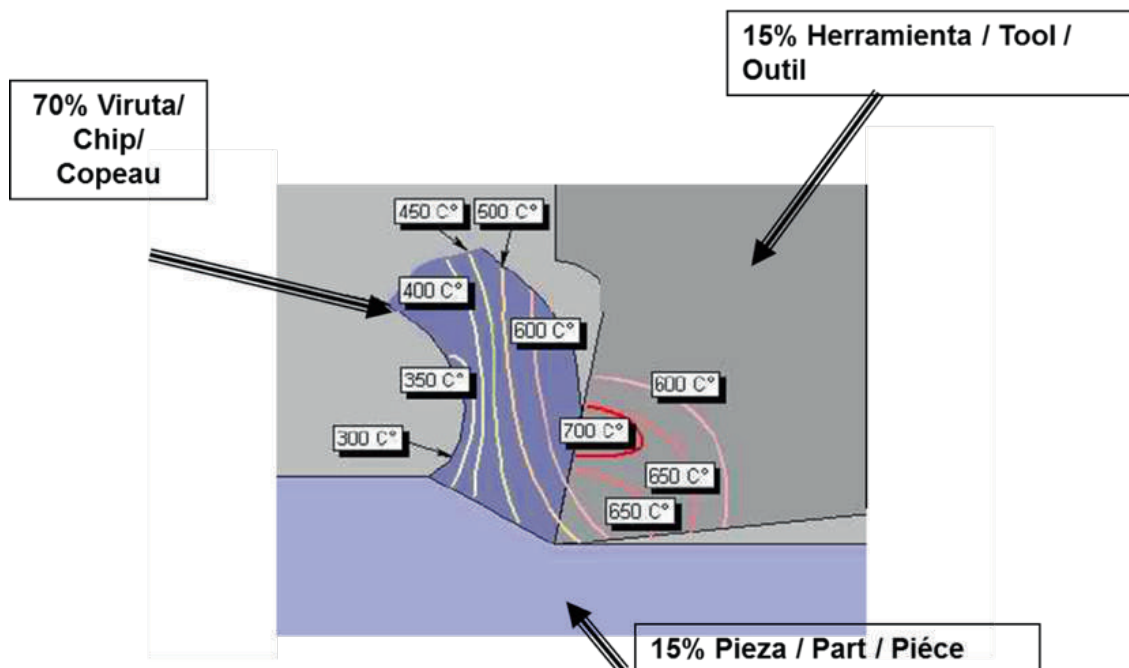 15% Herramienta / Tool /
Outil
70% Viruta/
Chip/
Copeau
450 C°
500 C°
400 C°
600 C°
350 C°
600 C°
300 C°
700 C°
650 C°
650 C°
15% Pieza / Part / Piéce